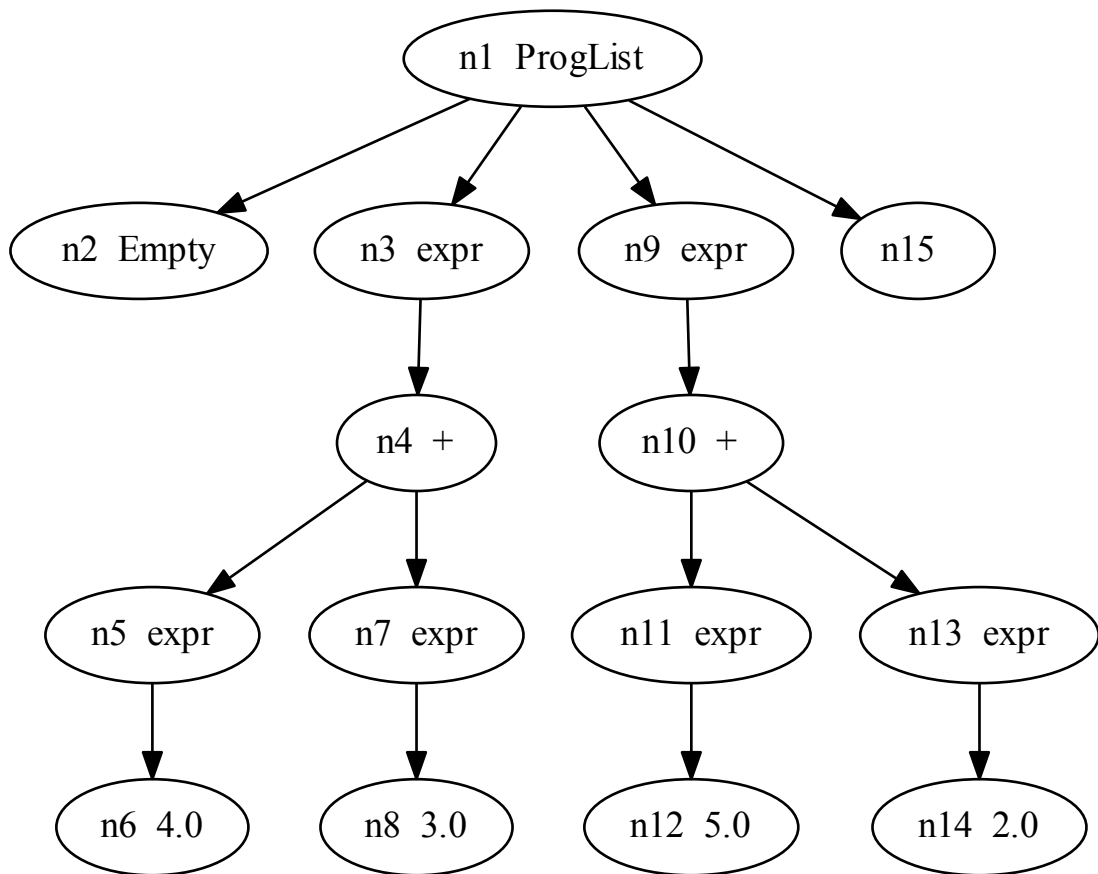 n1 ProgList
n2 Empty
n3 expr
n9 expr
n15
n4 +
n10 +
n5 expr
n7 expr
n11 expr
n13 expr
n6 4.0
n8 3.0
n12 5.0
n14 2.0